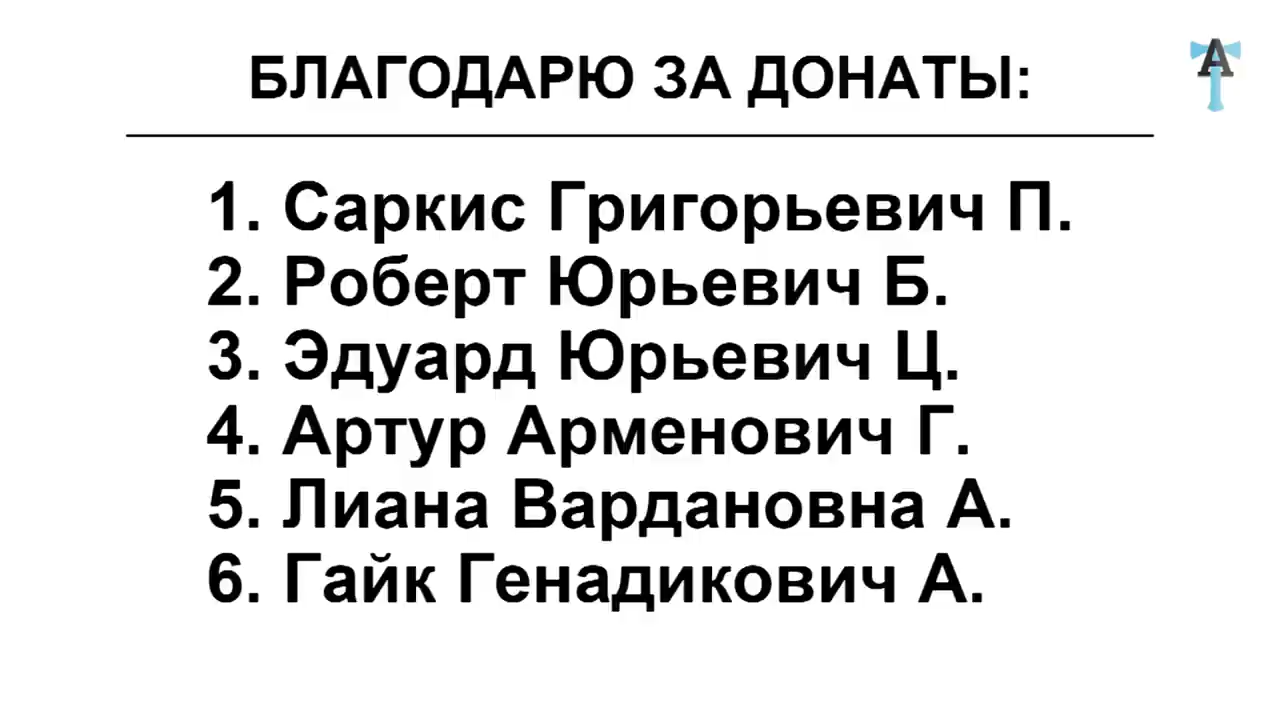 БЛАГОДАРЮ ЗА ДОНАТЫ:
А
1. Саркис Григорьевич П.
2. Роберт Юрьевич Б.
3. Эдуард Юрьевич Ц.
4. Артур Арменович Г.
5. Лиана Вардановна А.
6. Гайк Генадикович А.